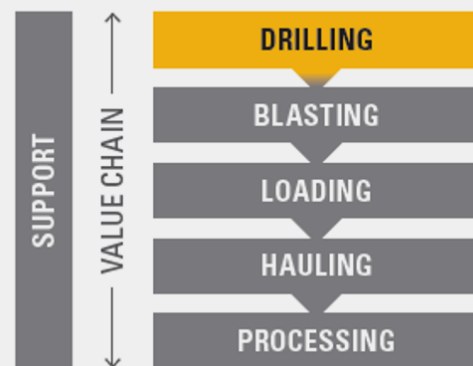 SUPPORT
VALUE CHAIN
DRILLING
BLASTING
LOADING
HAULING
PROCESSING